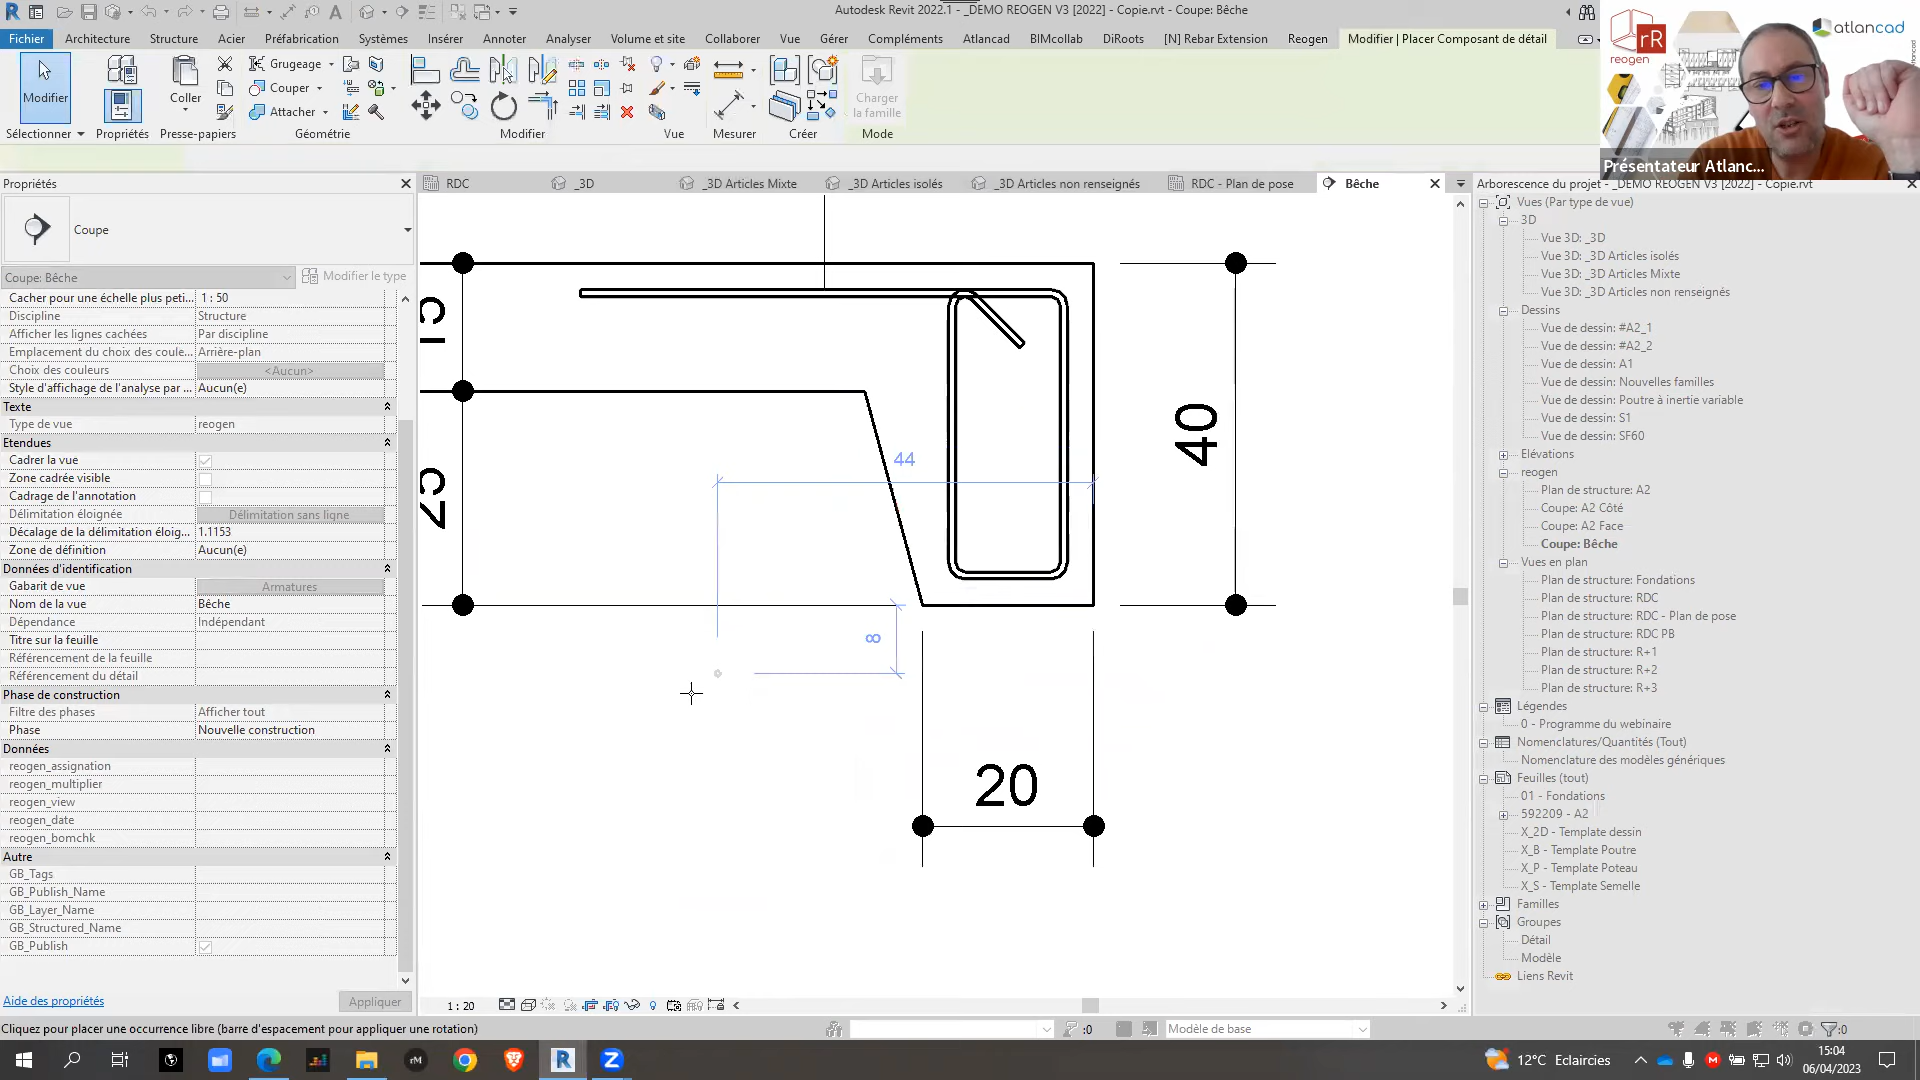 Autodesk Revit 2022.1 - _DEMO REOGEN V3 [2022] - Copie.rvt - Coupe: Bêche
Fichier Architecture Structure Acier Préfabrication Systèmes Insérer Annoter Analyser Volume et site Collaborer Vue Gérer Compléments Atlancad BIMcollab DiRoots [N] Rebar Extension Reogen Modifier | Placer Composant de détail
Modifier
Coller
Grugeage
Couper
Attacher
Charger
la famille
Sélectionner Propriétés Presse-papiers Géométrie Modifier Vue Mesurer Créer Mode
reogen
rR
atlancad
Présentateur Atlanc...
Propriétés
RDC _3D _3D Articles Mixte _3D Articles isolés _3D Articles non renseignés RDC - Plan de pose Bêche
Coupe
Coupe: Bêche Modifier le type
Cacher pour une échelle plus peti... 1 : 50
Discipline Structure
Afficher les lignes cachées Par discipline
Emplacement du choix des coule... Arrière-plan
Choix des couleurs <Aucun>
Style d'affichage de l'analyse par ... Aucun(e)
Texte
Type de vue reogen
Etendues
Cadrer la vue
Zone cadrée visible
Cadrage de l'annotation
Délimitation éloignée Délimitation sans ligne
Décalage de la délimitation éloig... 1.1153
Zone de définition Aucun(e)
Données d'identification
Gabarit de vue Armatures
Nom de la vue Bêche
Dépendance Indépendant
Titre sur la feuille
Référencement de la feuille
Référencement du détail
Phase de construction
Filtre des phases Afficher tout
Phase Nouvelle construction
Données
reogen_assignation
reogen_multiplier
reogen_view
reogen_date
reogen_bomchk
Autre
GB_Tags
GB_Publish_Name
GB_Layer_Name
GB_Structured_Name
GB_Publish
Aide des propriétés Appliquer
44
40
8
20
1 : 20
Arborescence du projet - _DEMO REOGEN V3 [2022] - Copie.rvt
Vues (Par type de vue)
3D
Vue 3D: _3D
Vue 3D: _3D Articles isolés
Vue 3D: _3D Articles Mixte
Vue 3D: _3D Articles non renseignés
Dessins
Vue de dessin: #A2_1
Vue de dessin: #A2_2
Vue de dessin: A1
Vue de dessin: Nouvelles familles
Vue de dessin: Poutre à inertie variable
Vue de dessin: S1
Vue de dessin: SF60
Elévations
reogen
Plan de structure: A2
Coupe: A2 Côté
Coupe: A2 Face
Coupe: Bêche
Vues en plan
Plan de structure: Fondations
Plan de structure: RDC
Plan de structure: RDC - Plan de pose
Plan de structure: RDC PB
Plan de structure: R+1
Plan de structure: R+2
Plan de structure: R+3
Légendes
0 - Programme du webinaire
Nomenclatures/Quantités (Tout)
Nomenclature des modèles génériques
Feuilles (tout)
01 - Fondations
592209 - A2
X_2D - Template dessin
X_B - Template Poutre
X_P - Template Poteau
X_S - Template Semelle
Familles
Groupes
Détail
Modèle
Liens Revit
Cliquez pour placer une occurrence libre (barre d'espacement pour appliquer une rotation) :0 Modèle de base :0
12°C Eclaircies
15:04
06/04/2023